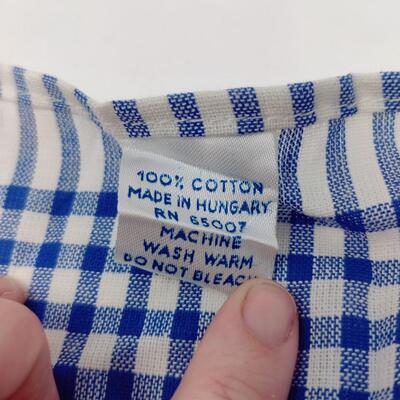 100% COTTON
MADE IN HUNGARY
RN 65007
MACHINE
WASH WARM
DO NOT BLEACH